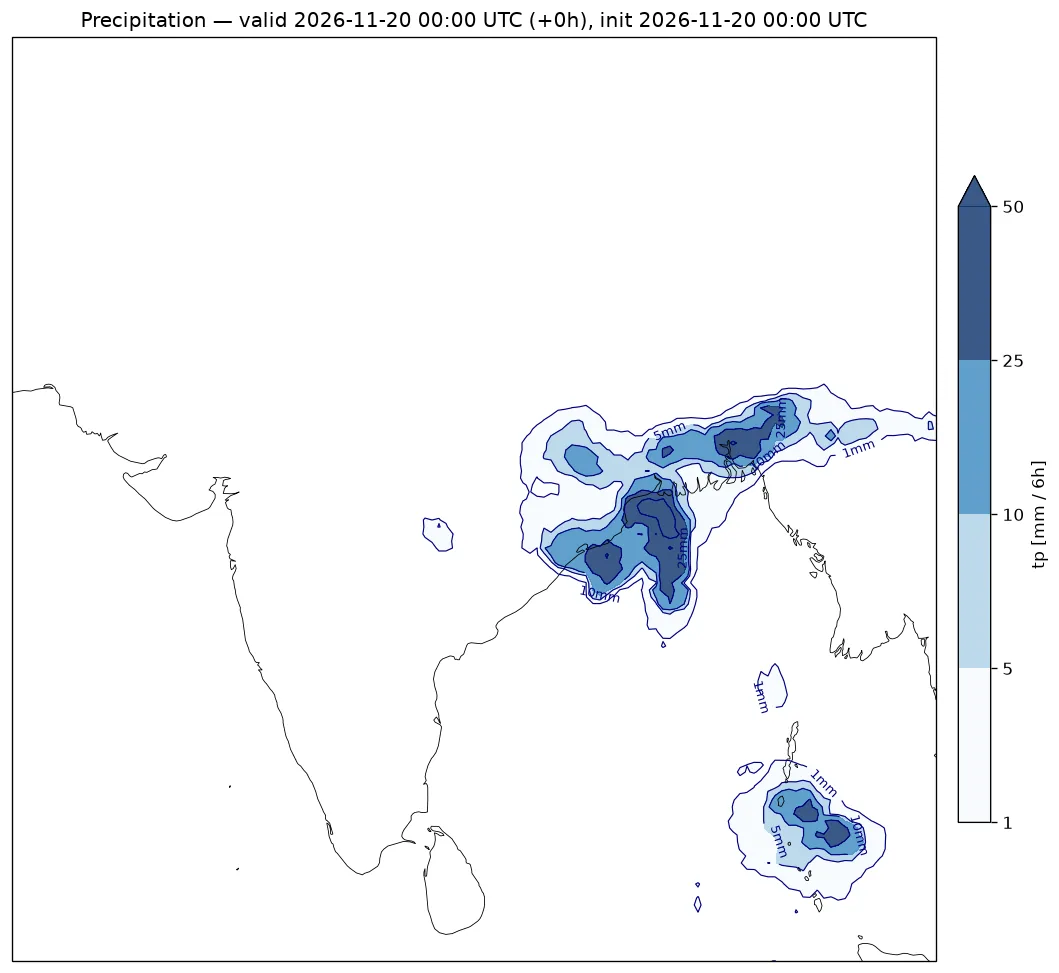 Precipitation — valid 2026-11-20 00:00 UTC (+0h), init 2026-11-20 00:00 UTC
50
25
10
5
1
tp [mm / 6h]
5mm
25mm
10mm
1mm
25mm
10mm
1mm
1mm
10mm
5mm